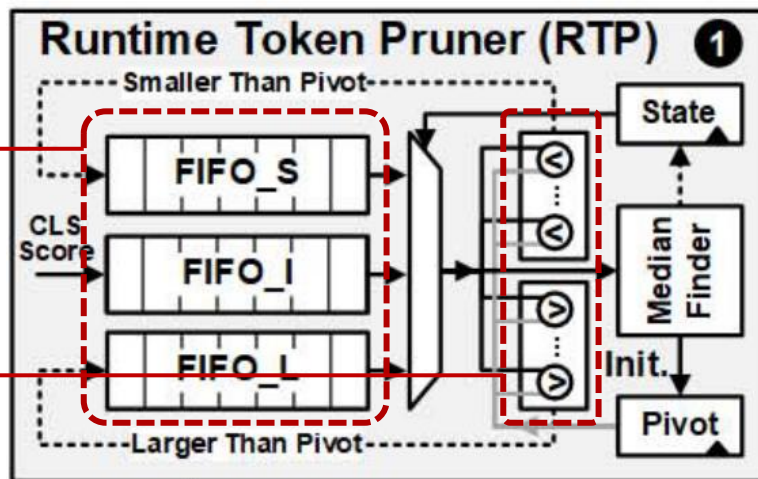 Runtime Token Pruner (RTP) 1
Smaller Than Pivot
State
FIFO_S
<
<
CLS
Score
FIFO_I
Median
Finder
>
>
FIFO_L
Init.
Pivot
Larger Than Pivot